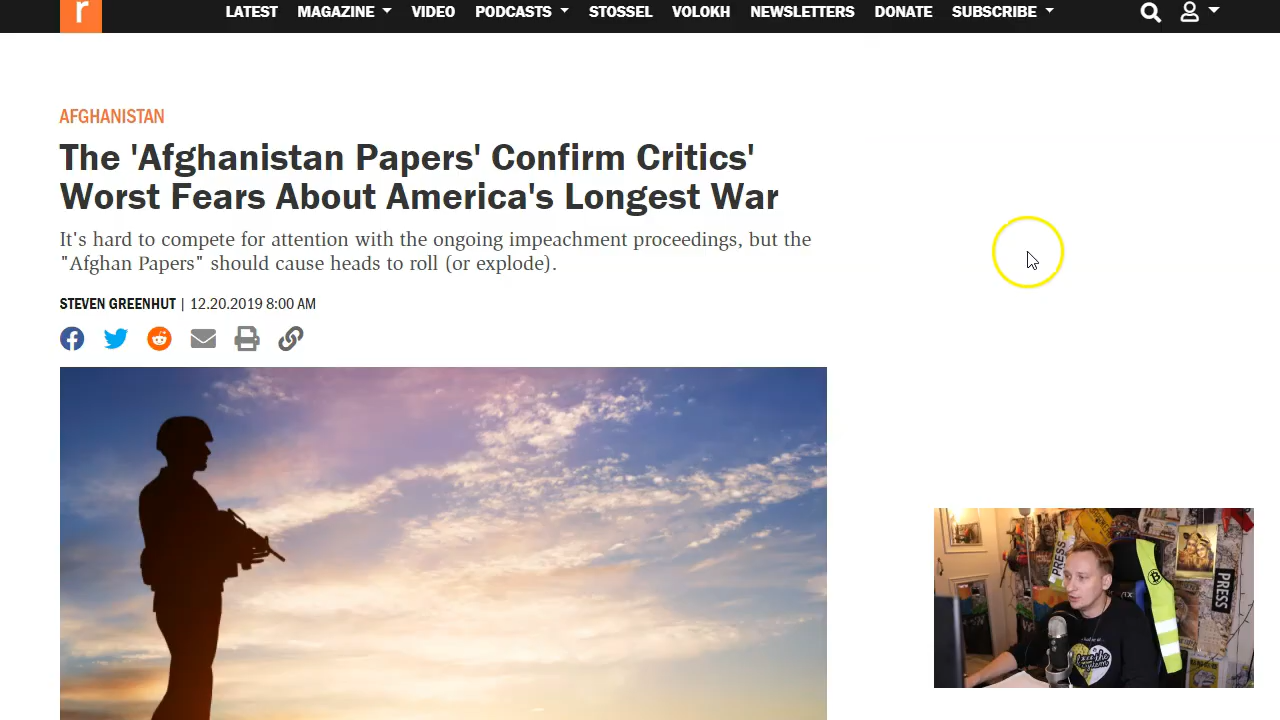 r
LATEST MAGAZINE VIDEO PODCASTS STOSSEL VOLOKH NEWSLETTERS DONATE SUBSCRIBE
AFGHANISTAN
The 'Afghanistan Papers' Confirm Critics'
Worst Fears About America's Longest War
It's hard to compete for attention with the ongoing impeachment proceedings, but the
"Afghan Papers" should cause heads to roll (or explode).
STEVEN GREENHUT | 12.20.2019 8:00 AM
PRESS
PRESS